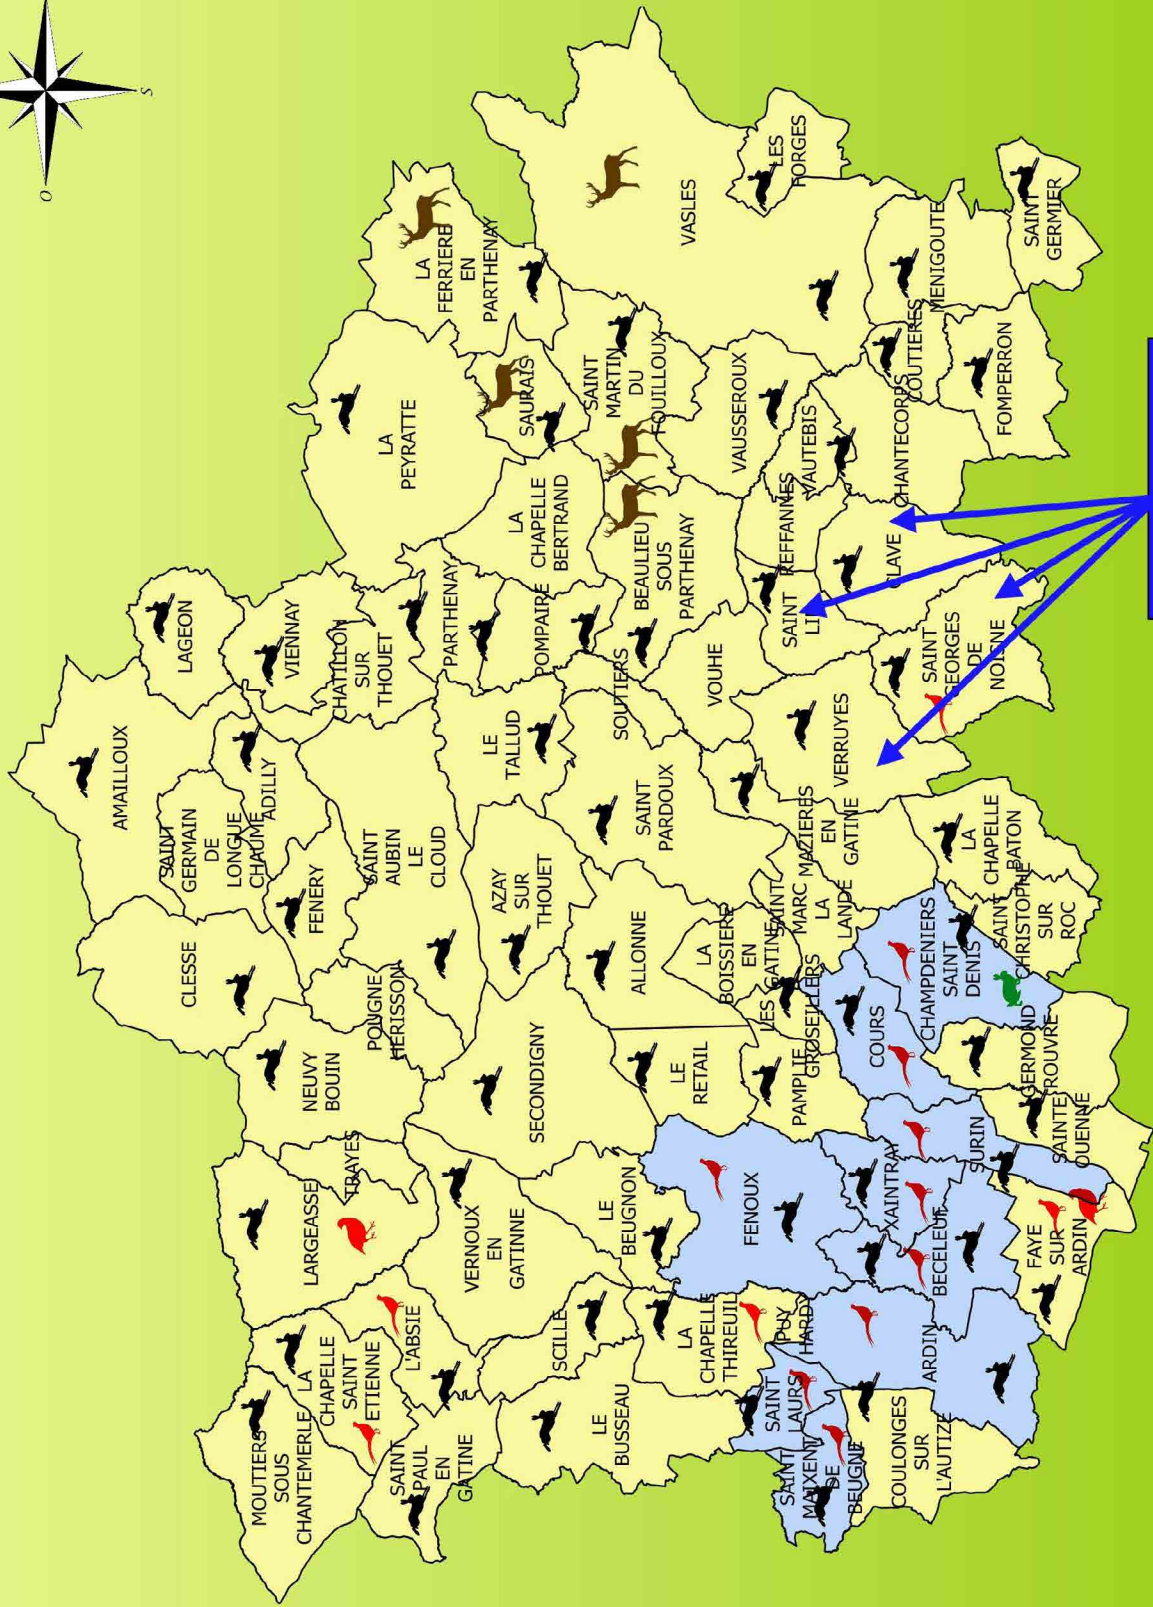 S
O
LES
FORGES
VASLES
SAINT
GERMIER
LA
FERRIERE
EN
PARTHENAY
MENIGOUTE
COUTIERES
FOMPERRON
SAINT
MARTIN
DU
FOUILLOUX
SAURAIS
LA
PEYRATTE
VAUSSEROUX
VAUTEBIS
CHANTECORPS
LA
CHAPELLE
BERTRAND
REFFANNES
BEAULIEU
SOUS
PARTHENAY
CLAVE
SAINT
PARTHENAY
POMPAIRE
LAGEON
VIENNAY
CHATILLON
SUR
THOUET
SAINT
GEORGES
DE
NOISNE
SOUTIERS
VOUHE
LE
TALLUD
VERRUYES
AMAILLOUX
ADILLY
SAINT
GERMAIN
DE
LONGUE
CHAUME
SAINT
AUBIN
LE
CLOUD
SAINT
PARDOUX
MAZIERES
EN
GATINE
LA
CHAPELLE
BATON
FENERY
AZAY
SUR
THOUET
SAINT
MARC
LA
LANDE
SAINT
CHRISTOPHE
SUR
ROC
CLESSE
ALLONNE
LA
BOISSIERE
EN
GATINE
CHAMPDENIERS
SAINT
DENIS
LES
GROSEILLERS
POUGNE
HERISSON
COURS
GERMOND
ROUVRE
NEUVY
BOUIN
SECONDIGNY
LE
RETAIL
PAMPLIE
SURIN
SAINTE
OUENNE
TRAYES
LARGEASSE
VERNOUX
EN
GATINNE
LE
BEUGNON
FENOUX
XAINTRAY
BECELEUF
FAYE
SUR
ARDIN
L'ABSIE
SCILLE
LA
CHAPELLE
THIREUIL
PUY
HARDY
ARDIN
LA
CHAPELLE
SAINT
ETIENNE
MOUTIERS
SOUS
CHANTEMERLE
SAINT
PAUL
EN
GATINE
LE
BUSSEAU
SAINT
LAURS
SAINT
MAIXENT
DE
BEUGNE
COULONGES
SUR
L'AUTIZE